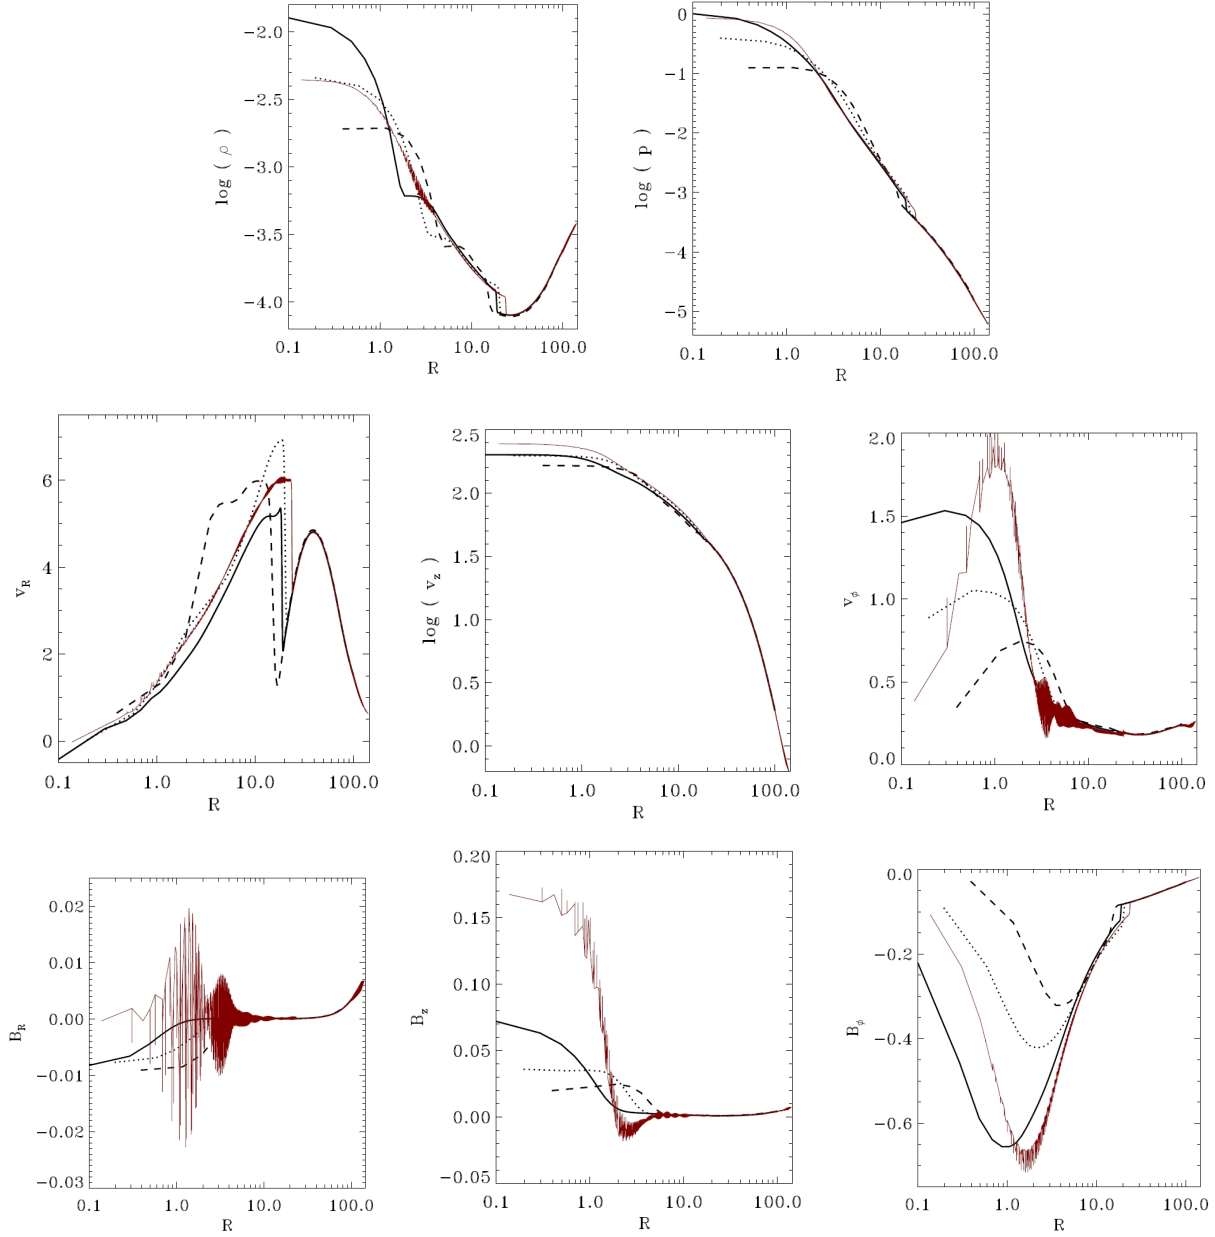 −2.0
−2.5
−3.0
−3.5
−4.0
log ( ρ )
0.1 1.0 10.0 100.0
R
0
−1
−2
−3
−4
−5
log ( p )
0.1 1.0 10.0 100.0
R
6
4
2
0
v_R
0.1 1.0 10.0 100.0
R
2.5
2.0
1.5
1.0
0.5
0.0
log ( v_z )
0.1 1.0 10.0 100.0
R
2.0
1.5
1.0
0.5
0.0
v_ϕ
0.1 1.0 10.0 100.0
R
0.02
0.01
0.00
−0.01
−0.02
−0.03
B_R
0.1 1.0 10.0 100.0
R
0.20
0.15
0.10
0.05
0.00
−0.05
B_z
0.1 1.0 10.0 100.0
R
0.0
−0.2
−0.4
−0.6
B_ϕ
0.1 1.0 10.0 100.0
R